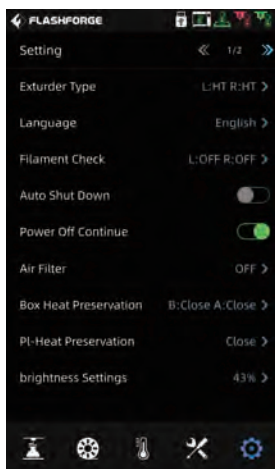 FLASHFORGE
Setting 1/2
Exturder Type L:HT R:HT
Language English
Filament Check L:OFF R:OFF
Auto Shut Down
Power Off Continue
Air Filter OFF
Box Heat Preservation B:Close A:Close
Pl-Heat Preservation Close
brightness Settings 43%